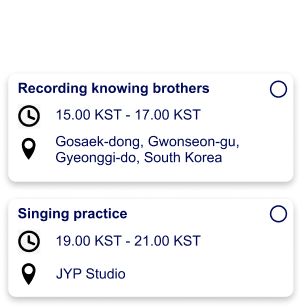 Recording knowing brothers
15.00 KST - 17.00 KST
Gosaek-dong, Gwonseon-gu,
Gyeonggi-do, South Korea
Singing practice
19.00 KST - 21.00 KST
JYP Studio